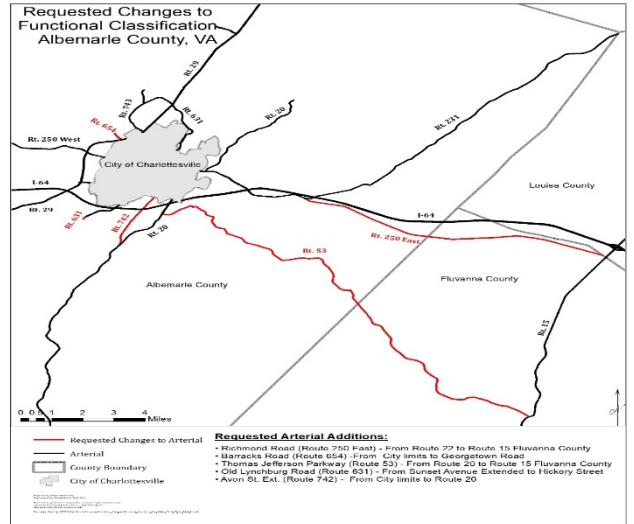 Requested Changes to
Functional Classification
Albemarle County, VA
Rt. 29
Rt. 743
Rt. 631
Rt. 20
Rt. 654
Rt. 231
Rt. 250 West
City of Charlottesville
I-64
Louisa County
Rt. 29
Rt. 631
Rt. 742
Rt. 20
I-64
Rt. 250 East
Rt. 53
Albemarle County
Fluvanna County
Rt. 15
N
0 0.5 1 2 3 4
Miles
Requested Changes to Arterial
Arterial
County Boundary
City of Charlottesville
Requested Arterial Additions:
• Richmond Road (Route 250 East) - From Route 22 to Route 15 Fluvanna County
• Barracks Road (Route 654) -From City limits to Georgetown Road
• Thomas Jefferson Parkway (Route 53) - From Route 20 to Route 15 Fluvanna County
• Old Lynchburg Road (Route 631) - From Sunset Avenue Extended to Hickory Street
• Avon St. Ext. (Route 742) - From City limits to Route 20